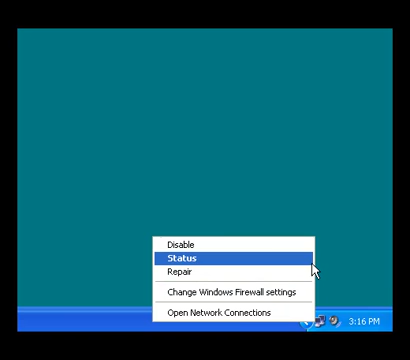 Disable
Status
Repair
Change Windows Firewall settings
Open Network Connections
3:16 PM